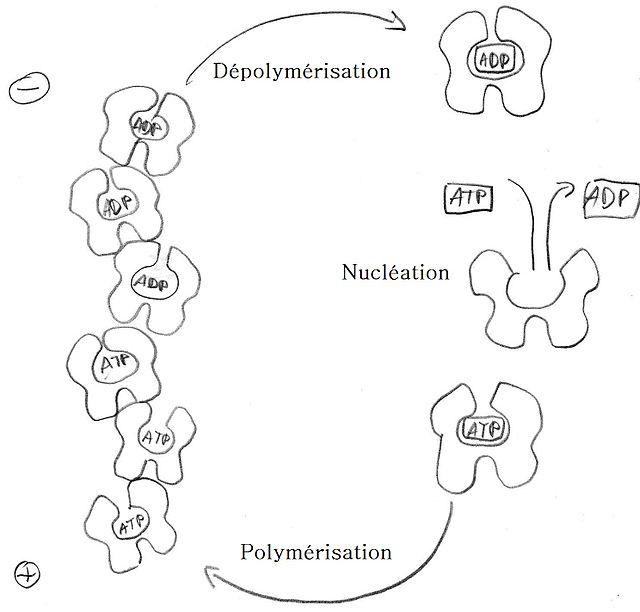 Dépolymérisation
ADP
−
ADP
ADP
ATP
ADP
Nucléation
ADP
ATP
ATP
ATP
ATP
Polymérisation
+